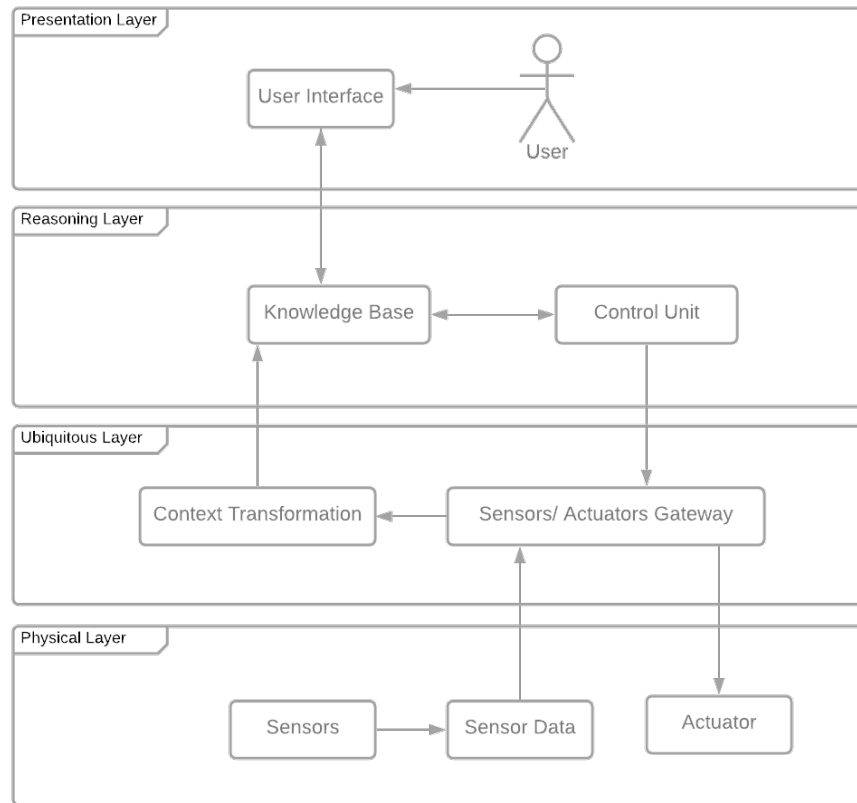 Presentation Layer
User Interface
User
Reasoning Layer
Knowledge Base
Control Unit
Ubiquitous Layer
Context Transformation
Sensors/ Actuators Gateway
Physical Layer
Sensors
Sensor Data
Actuator